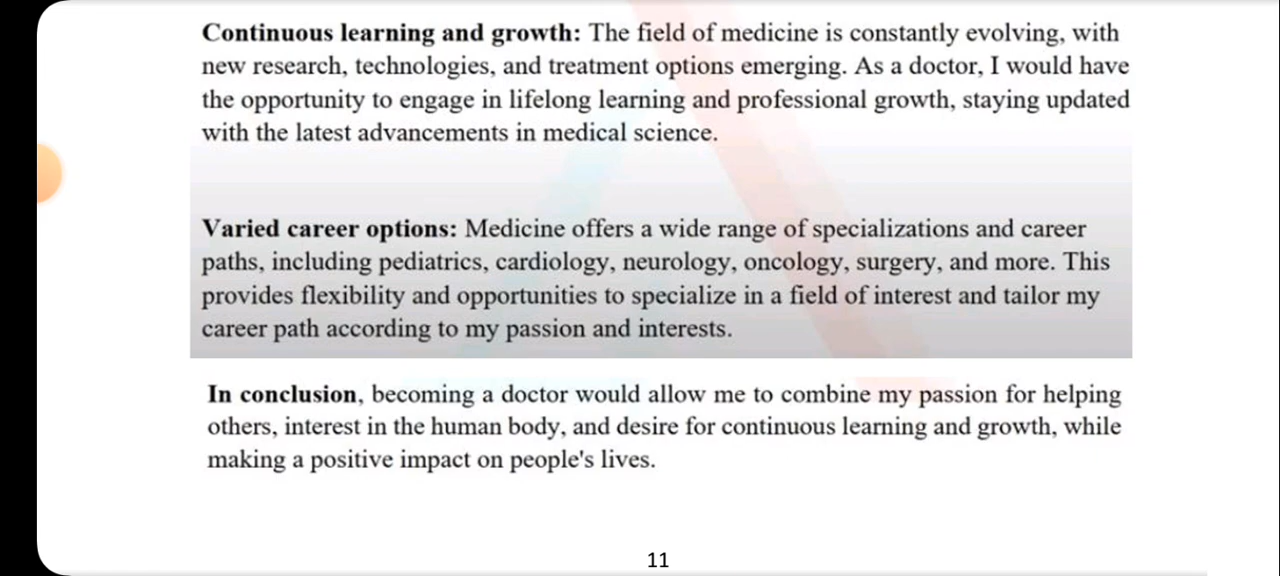 Continuous learning and growth: The field of medicine is constantly evolving, with
new research, technologies, and treatment options emerging. As a doctor, I would have
the opportunity to engage in lifelong learning and professional growth, staying updated
with the latest advancements in medical science.
Varied career options: Medicine offers a wide range of specializations and career
paths, including pediatrics, cardiology, neurology, oncology, surgery, and more. This
provides flexibility and opportunities to specialize in a field of interest and tailor my
career path according to my passion and interests.
In conclusion, becoming a doctor would allow me to combine my passion for helping
others, interest in the human body, and desire for continuous learning and growth, while
making a positive impact on people's lives.
11